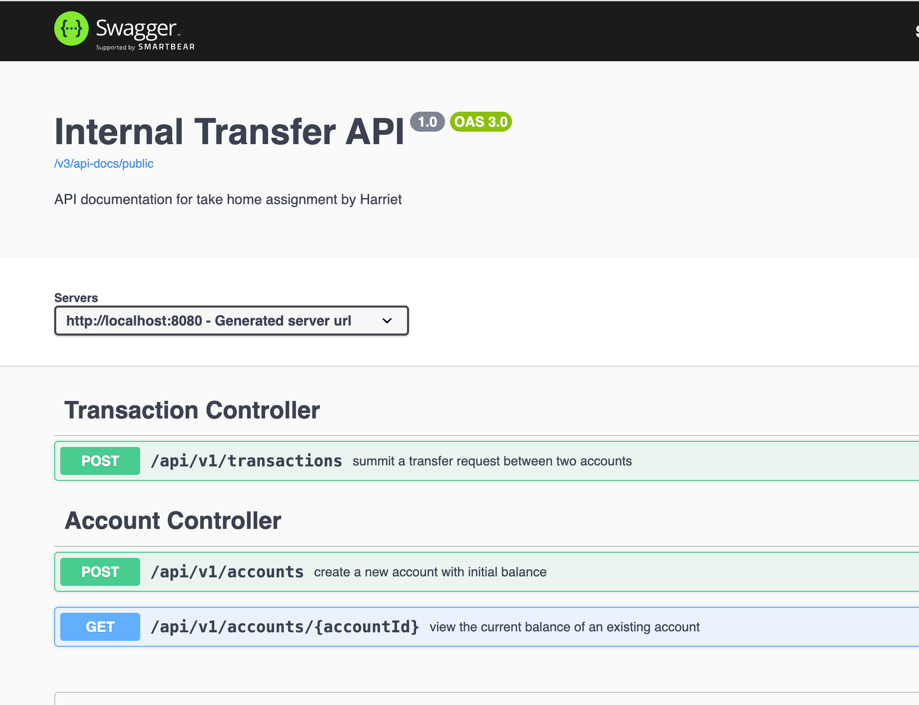 {···} Swagger.
Supported by SMARTBEAR
Internal Transfer API 1.0 OAS 3.0
/v3/api-docs/public
API documentation for take home assignment by Harriet
Servers
http://localhost:8080 - Generated server url
Transaction Controller
POST /api/v1/transactions summit a transfer request between two accounts
Account Controller
POST /api/v1/accounts create a new account with initial balance
GET /api/v1/accounts/{accountId} view the current balance of an existing account